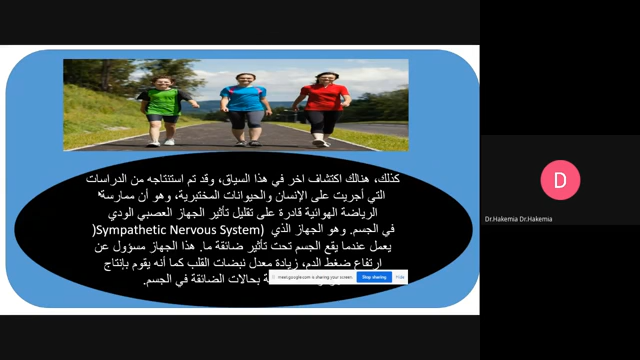 كذلك، هنالك اكتشاف اخر في هذا السياق، وقد تم استنتاجه من الدراسات
التي أجريت على الإنسان والحيوانات المختبرية، وهو أن ممارسة
الرياضة الهوائية قادرة على تقليل تأثير الجهاز العصبي الودي
في الجسم. وهو الجهاز الذي (Sympathetic Nervous System(
يعمل عندما يقع الجسم تحت تأثير ضائقة ما. هذا الجهاز مسؤول عن
ارتفاع ضغط الدم، زيادة معدل نبضات القلب كما أنه يقوم بإنتاج
بحالات الضائقة في الجسم.
meet.google.com is sharing your screen.
Stop sharing
Hide
D
Dr.Hakemia Dr.Hakemia